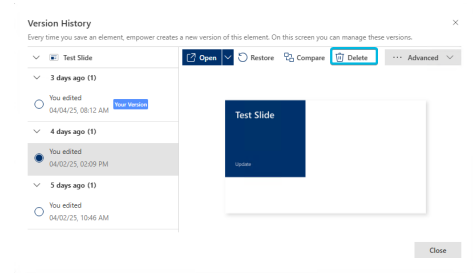 Version History
Every time you save an element, empower creates a new version of this element. On this screen you can manage these versions.
Test Slide
Open Restore Compare Delete ... Advanced
3 days ago (1)
You edited
04/04/25, 08:12 AM Your Version
4 days ago (1)
You edited
04/02/25, 02:09 PM
5 days ago (1)
You edited
04/02/25, 10:46 AM
Test Slide
Update
Close